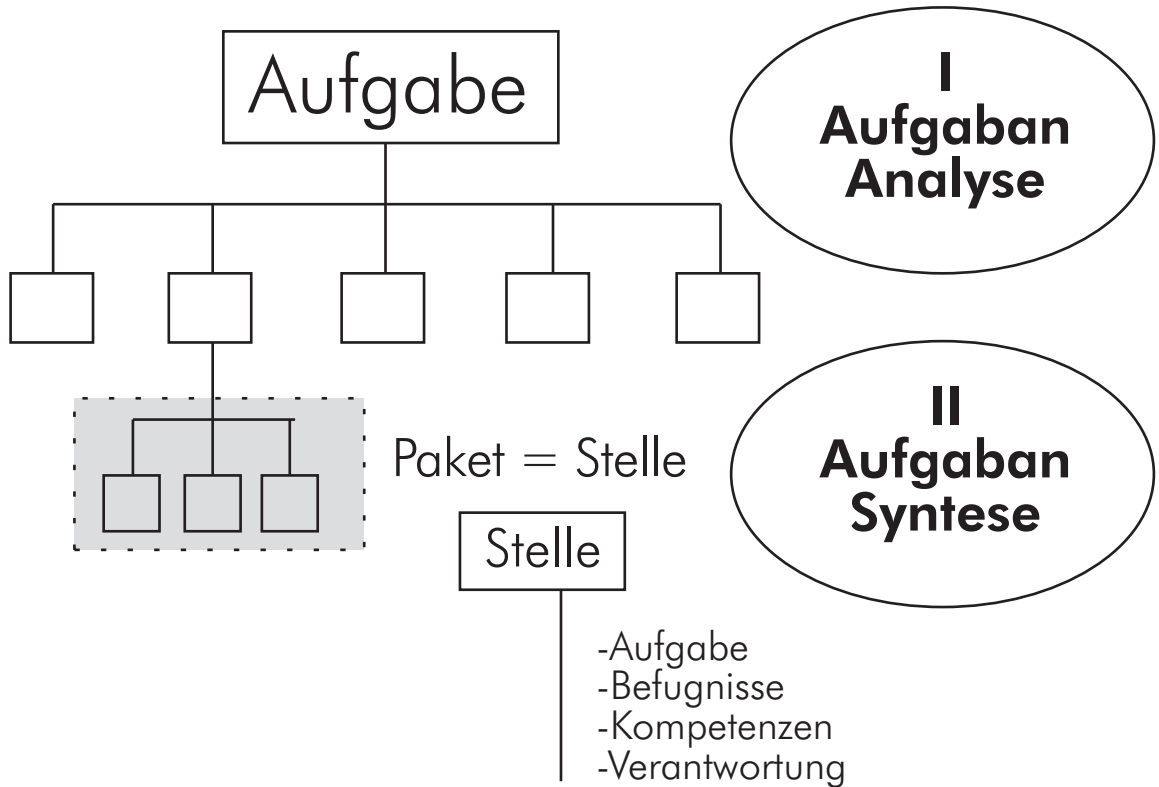 Aufgabe
I
Aufgaban
Analyse
II
Aufgaban
Syntese
Paket = Stelle
Stelle
-Aufgabe
-Befugnisse
-Kompetenzen
-Verantwortung